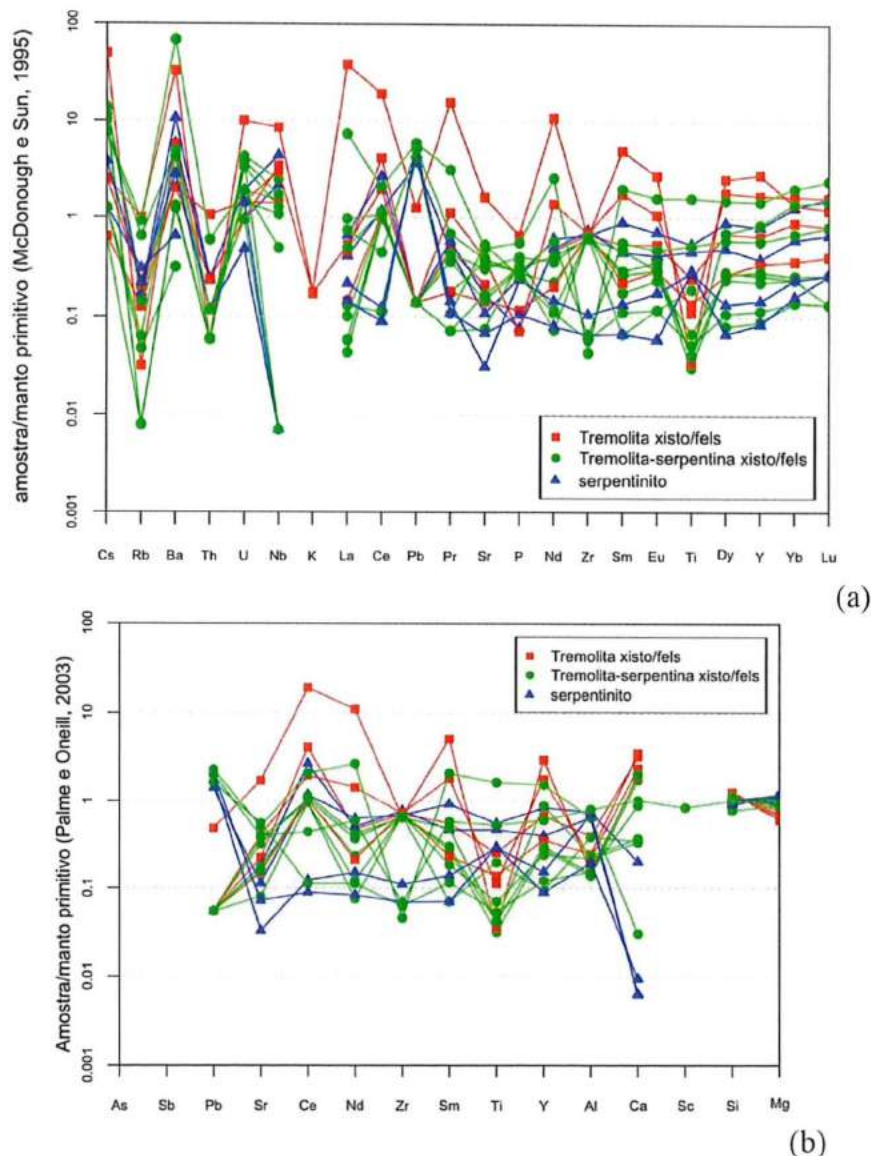 amostra/manto primitivo (McDonough e Sun, 1995)
100
10
1
0.1
0.01
0.001
Tremolita xisto/fels
Tremolita-serpentina xisto/fels
serpentinito
Cs Rb Ba Th U Nb K La Ce Pb Pr Sr P Nd Zr Sm Eu Ti Dy Y Yb Lu
(a)
Amostra/manto primitivo (Palme e Oneill, 2003)
100
10
1
0.1
0.01
0.001
Tremolita xisto/fels
Tremolita-serpentina xisto/fels
serpentinito
As Sb Pb Sr Ce Nd Zr Sm Ti Y Al Ca Sc Si Mg
(b)